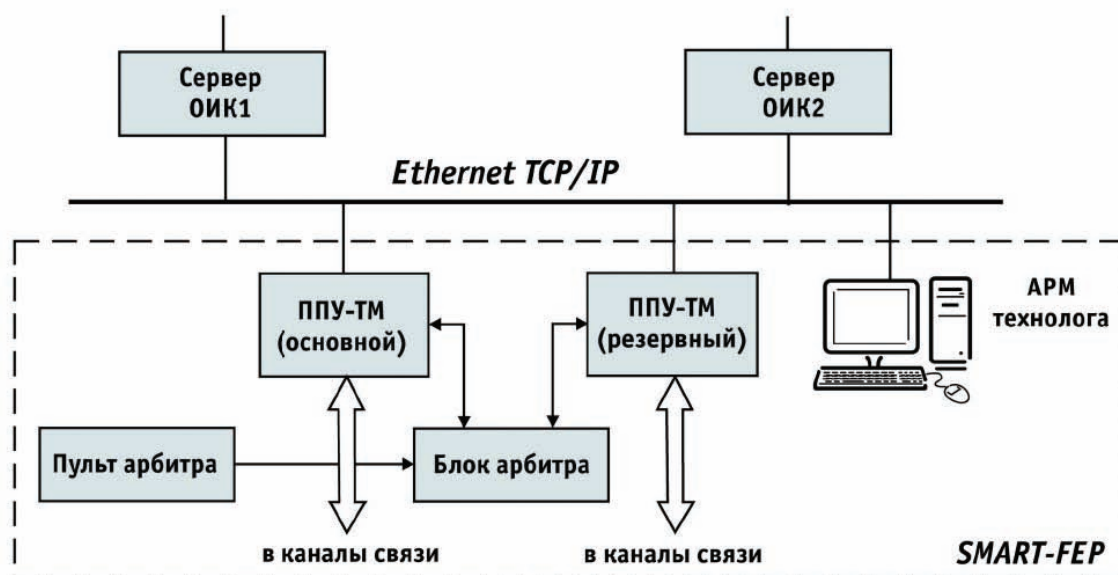 Сервер
ОИК1
Сервер
ОИК2
Ethernet TCP/IP
ППУ-ТМ
(основной)
ППУ-ТМ
(резервный)
АРМ
технолога
Пульт арбитра
Блок арбитра
в каналы связи
в каналы связи
SMART-FEP